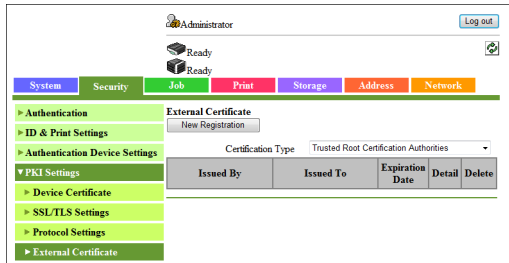 Administrator
Log out
Ready
Ready
System Security Job Print Storage Address Network
Authentication
ID & Print Settings
Authentication Device Settings
PKI Settings
Device Certificate
SSL/TLS Settings
Protocol Settings
External Certificate
External Certificate
New Registration
Certification Type Trusted Root Certification Authorities
Issued By Issued To Expiration Date Detail Delete